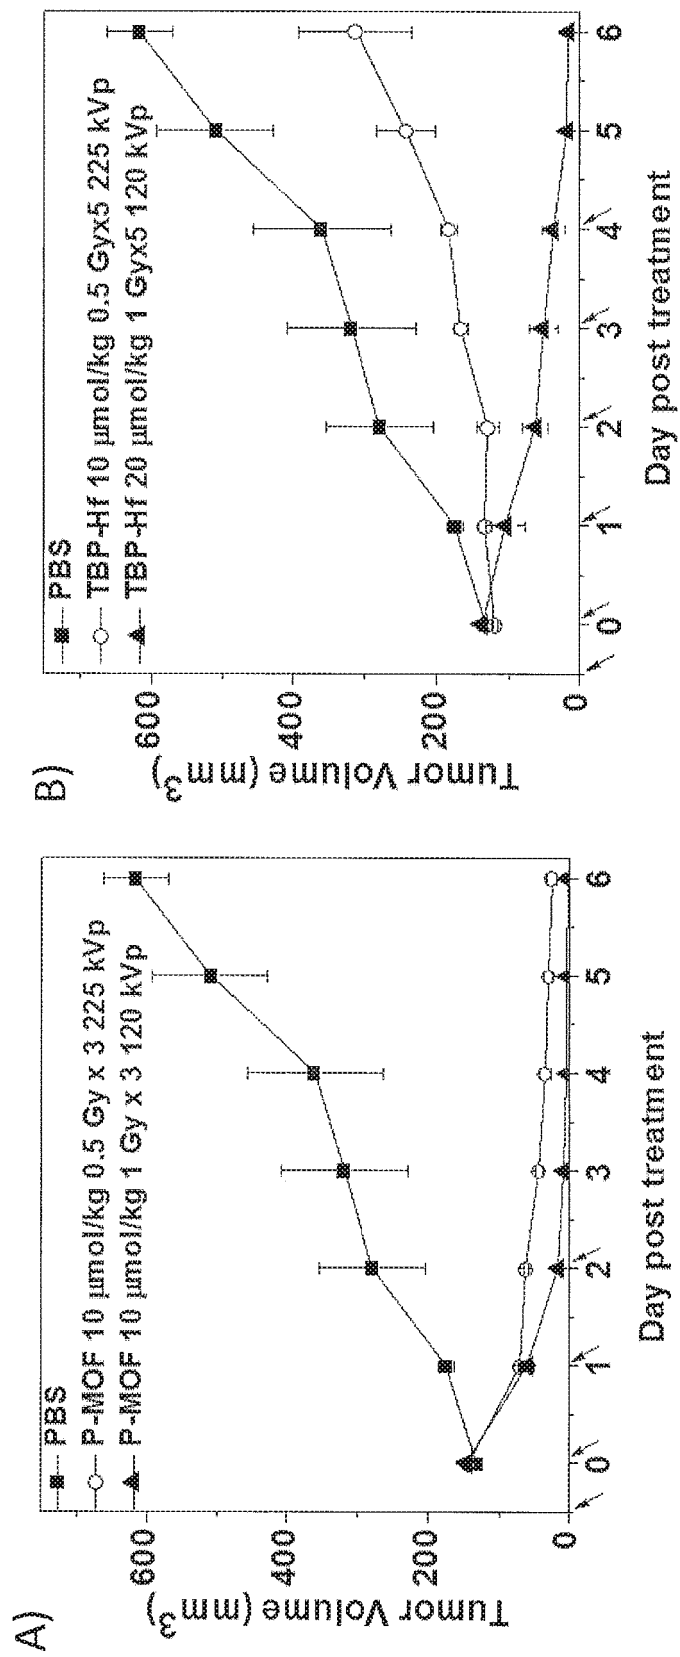 A)
PBS
P-MOF 10 µmol/kg 0.5 Gy x 3 225 kVp
P-MOF 10 µmol/kg 1 Gy x 3 120 kVp
Tumor Volume (mm³)
600
400
200
0
0 1 2 3 4 5 6
Day post treatment
B)
PBS
TBP-Hf 10 µmol/kg 0.5 Gyx5 225 kVp
TBP-Hf 20 µmol/kg 1 Gyx5 120 kVp
Tumor Volume (mm³)
600
400
200
0
0 1 2 3 4 5 6
Day post treatment